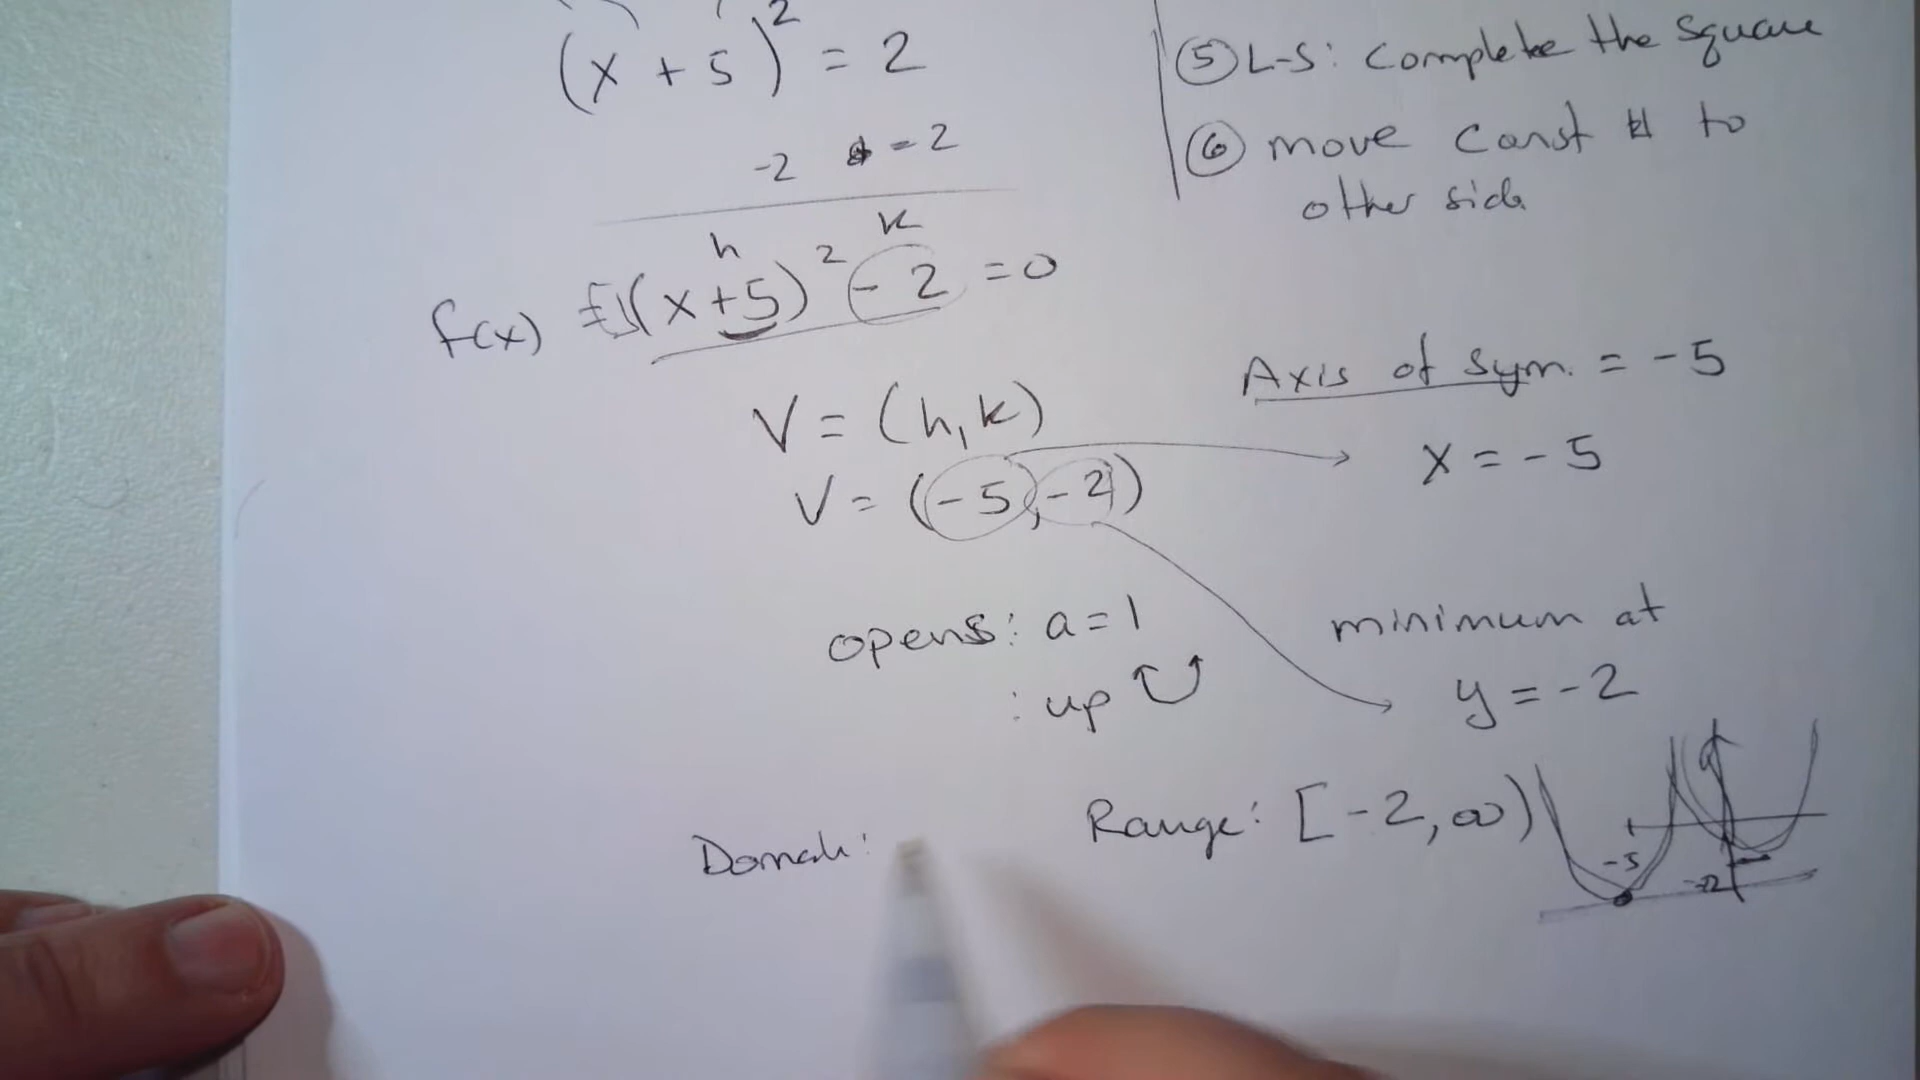 (x + 5)² = 2
-2 = -2
h k
f(x) = 1(x+5)² - 2 = 0
V = (h, k)
V = (-5, -2)
opens: a = 1
: up
Domain:
⑤ L-S: Complete the Square
⑥ move const # to
other side
Axis of sym. = -5
x = -5
minimum at
y = -2
Range: [-2, ∞)
-5
-2